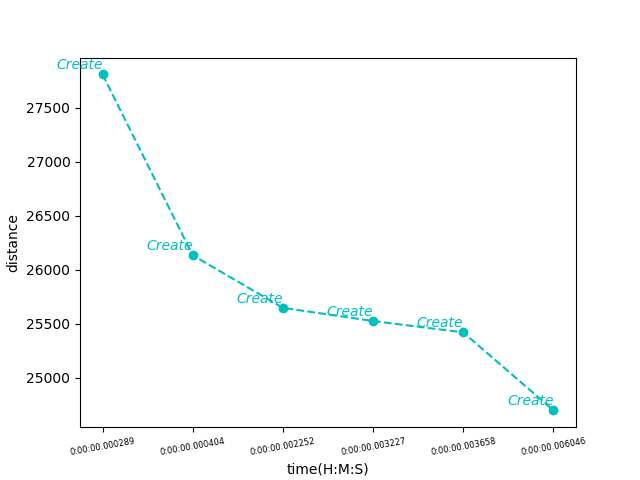 Create
27500
Create
27000
26500
26000
25500
25000
distance
Create
Create
Create
Create
0:00:00.000289
0:00:00.000404
0:00:00.002252
0:00:00.003227
0:00:00.003658
0:00:00.006046
time(H:M:S)